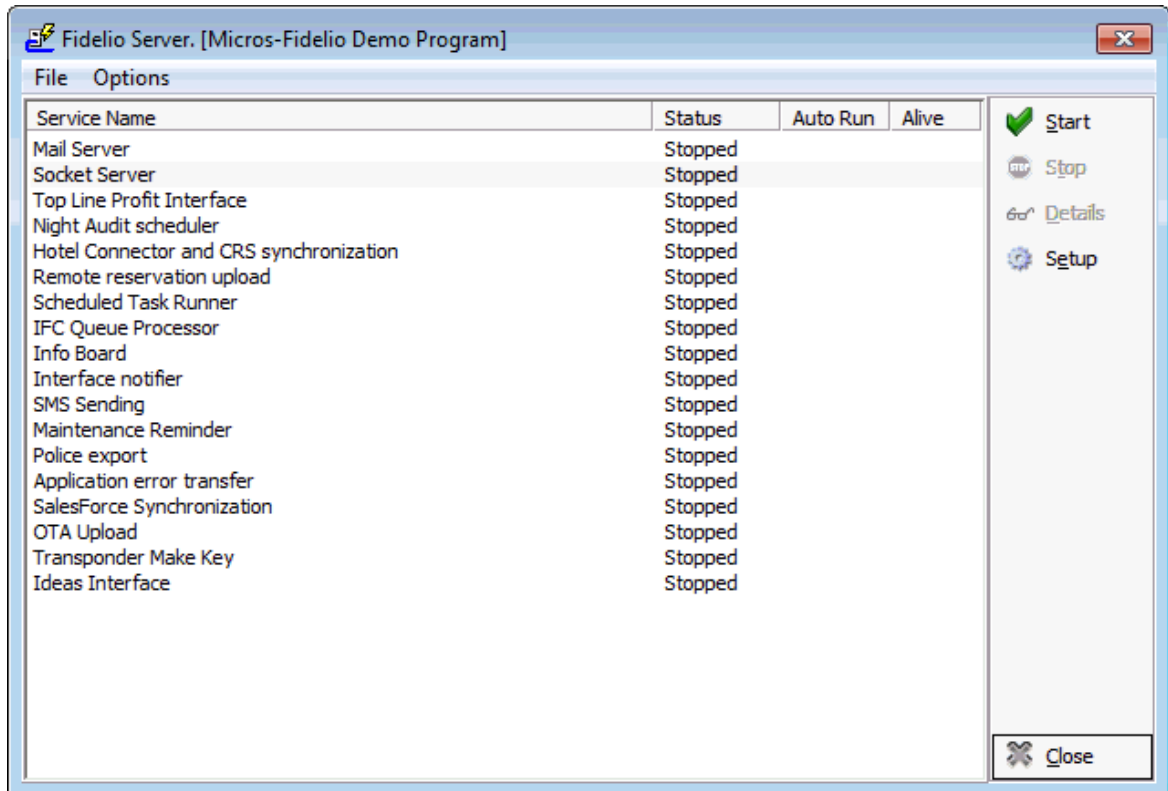 Fidelio Server. [Micros-Fidelio Demo Program]
File Options
Service Name Status Auto Run Alive
Mail Server Stopped
Socket Server Stopped
Top Line Profit Interface Stopped
Night Audit scheduler Stopped
Hotel Connector and CRS synchronization Stopped
Remote reservation upload Stopped
Scheduled Task Runner Stopped
IFC Queue Processor Stopped
Info Board Stopped
Interface notifier Stopped
SMS Sending Stopped
Maintenance Reminder Stopped
Police export Stopped
Application error transfer Stopped
SalesForce Synchronization Stopped
OTA Upload Stopped
Transponder Make Key Stopped
Ideas Interface Stopped
Start
STOP Stop
Details
Setup
Close